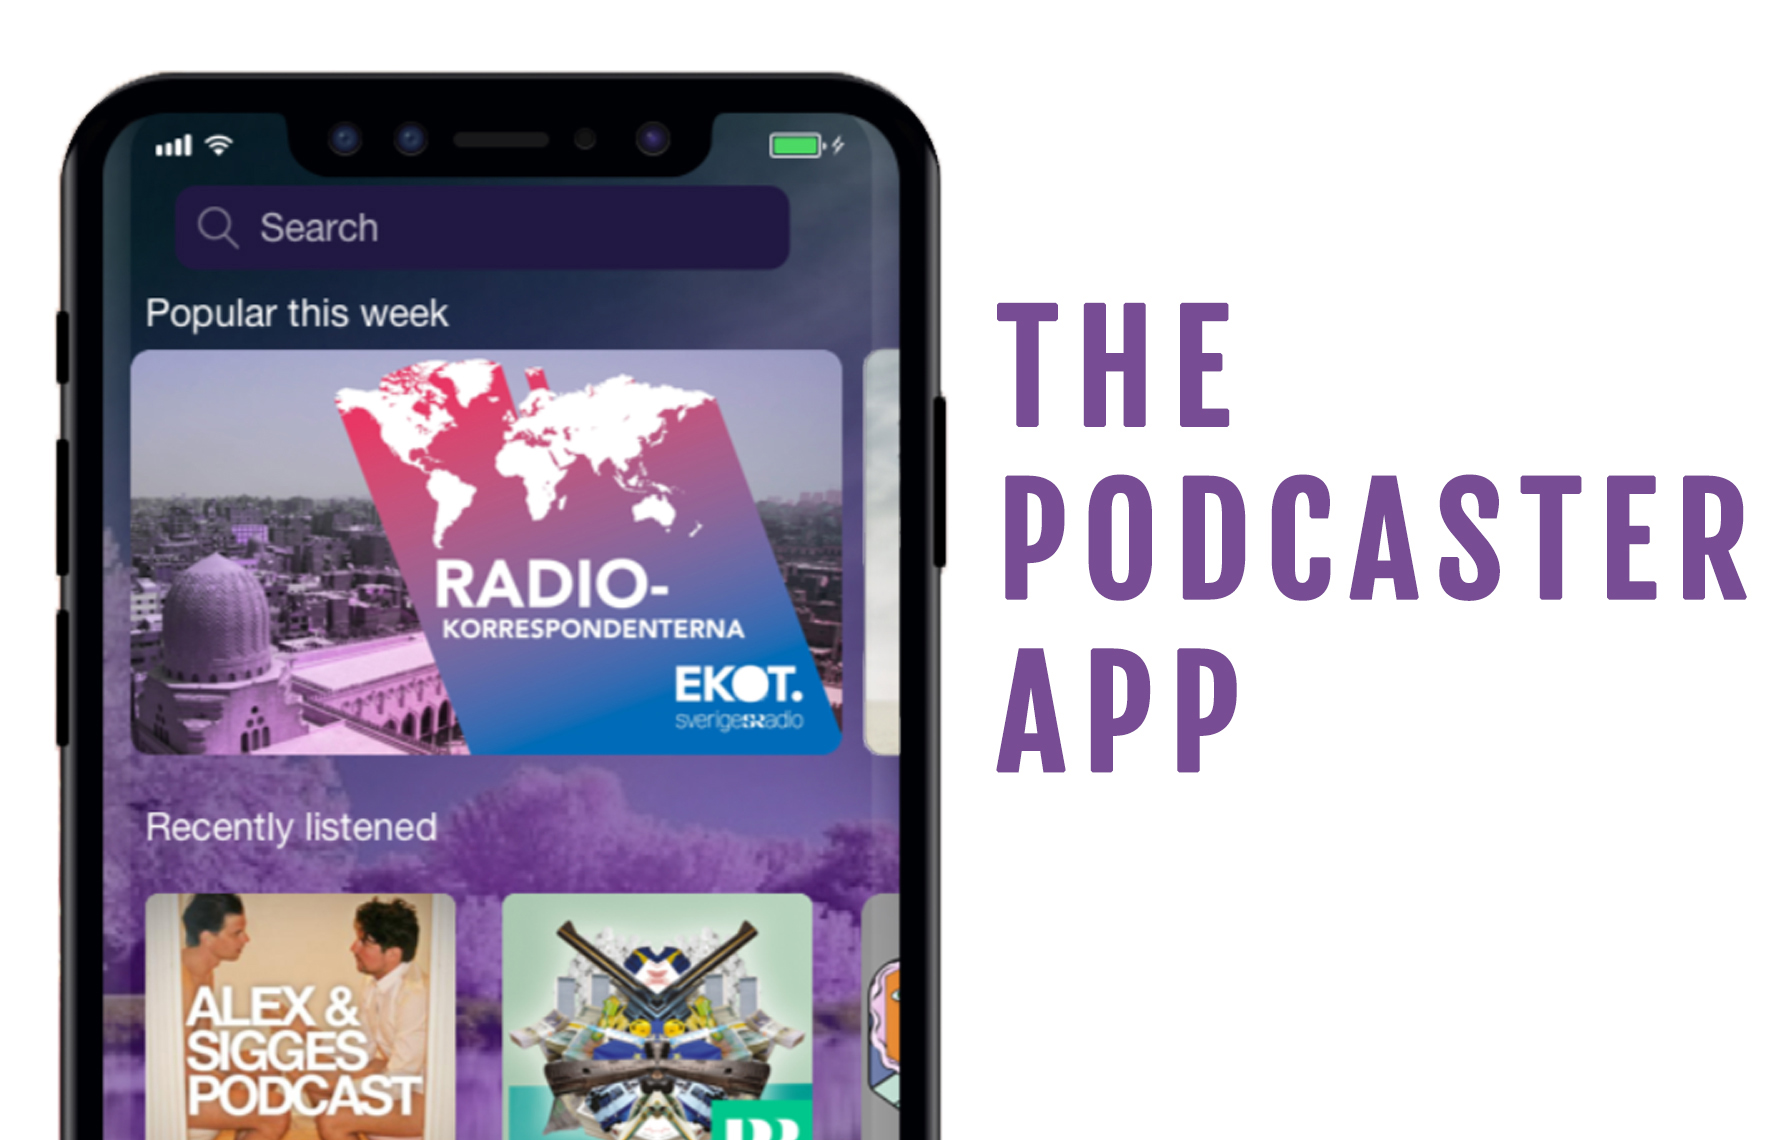 Search
Popular this week
RADIO-
KORRESPONDENTERNA
EKOT.
sverigesradio
Recently listened
ALEX &
SIGGES
PODCAST
THE
PODCASTER
APP